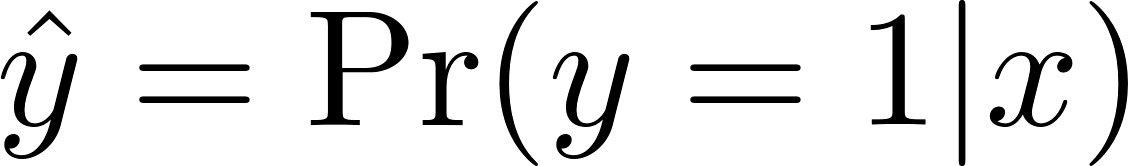 ŷ = Pr(y = 1|x)